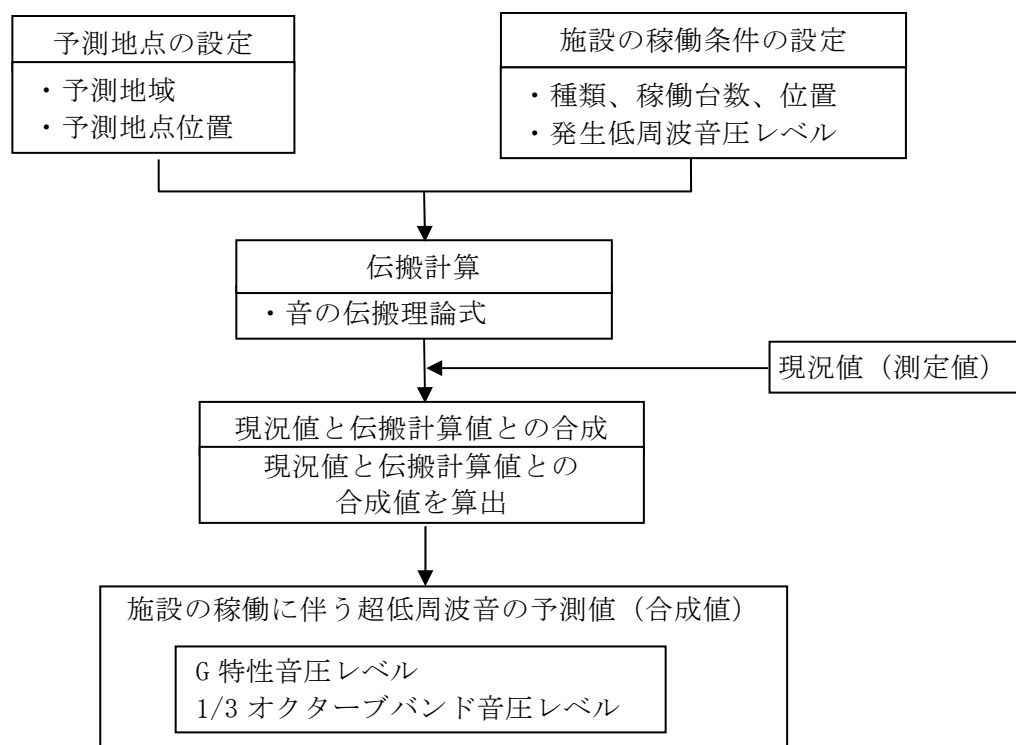 予測地点の設定
・予測地域
・予測地点位置
施設の稼働条件の設定
・種類、稼働台数、位置
・発生低周波音圧レベル
伝搬計算
・音の伝搬理論式
現況値（測定値）
現況値と伝搬計算値との合成
現況値と伝搬計算値との
合成値を算出
施設の稼働に伴う超低周波音の予測値（合成値）
G 特性音圧レベル
1/3 オクターブバンド音圧レベル